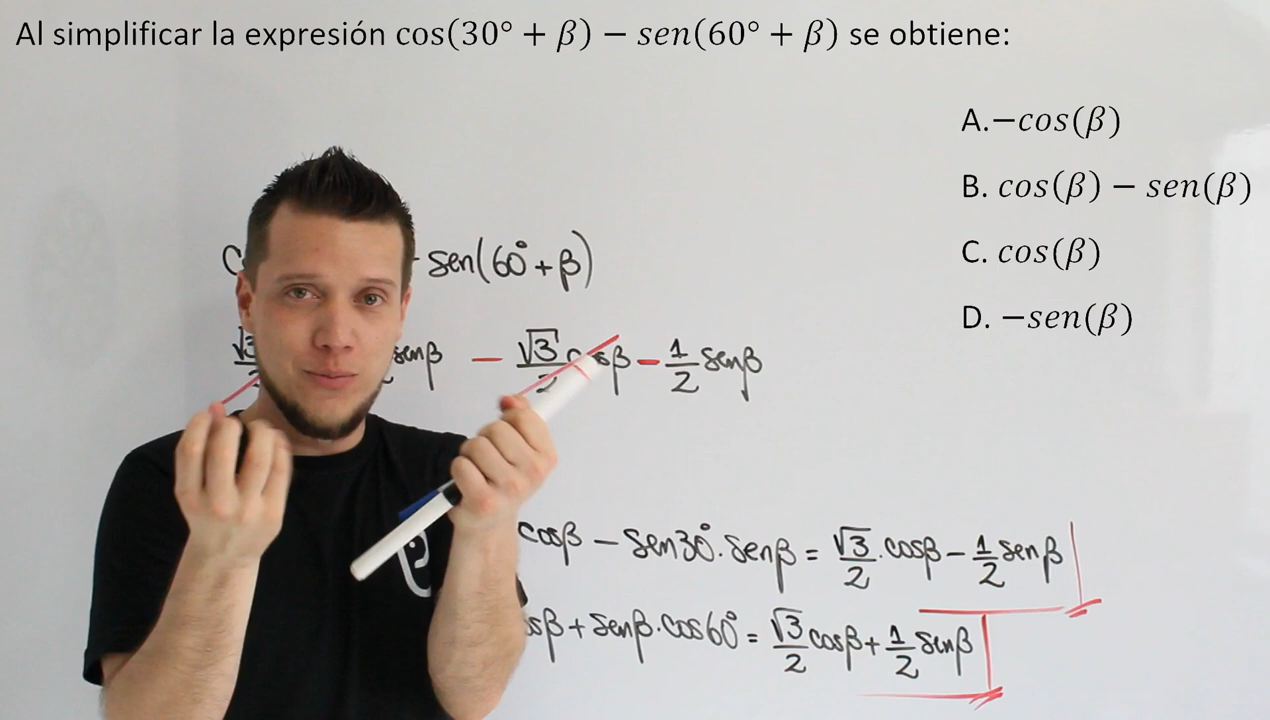 Al simplificar la expresión cos(30° + β) − sen(60° + β) se obtiene:
A.−cos(β)
B. cos(β) − sen(β)
C. cos(β)
D. −sen(β)
- sen(60° + β)
senβ - √3/2 cosβ - 1/2 senβ
cosβ - sen30°.senβ = √3/2 .cosβ - 1/2 senβ
+ senβ.cos60° = √3/2 cosβ + 1/2 senβ